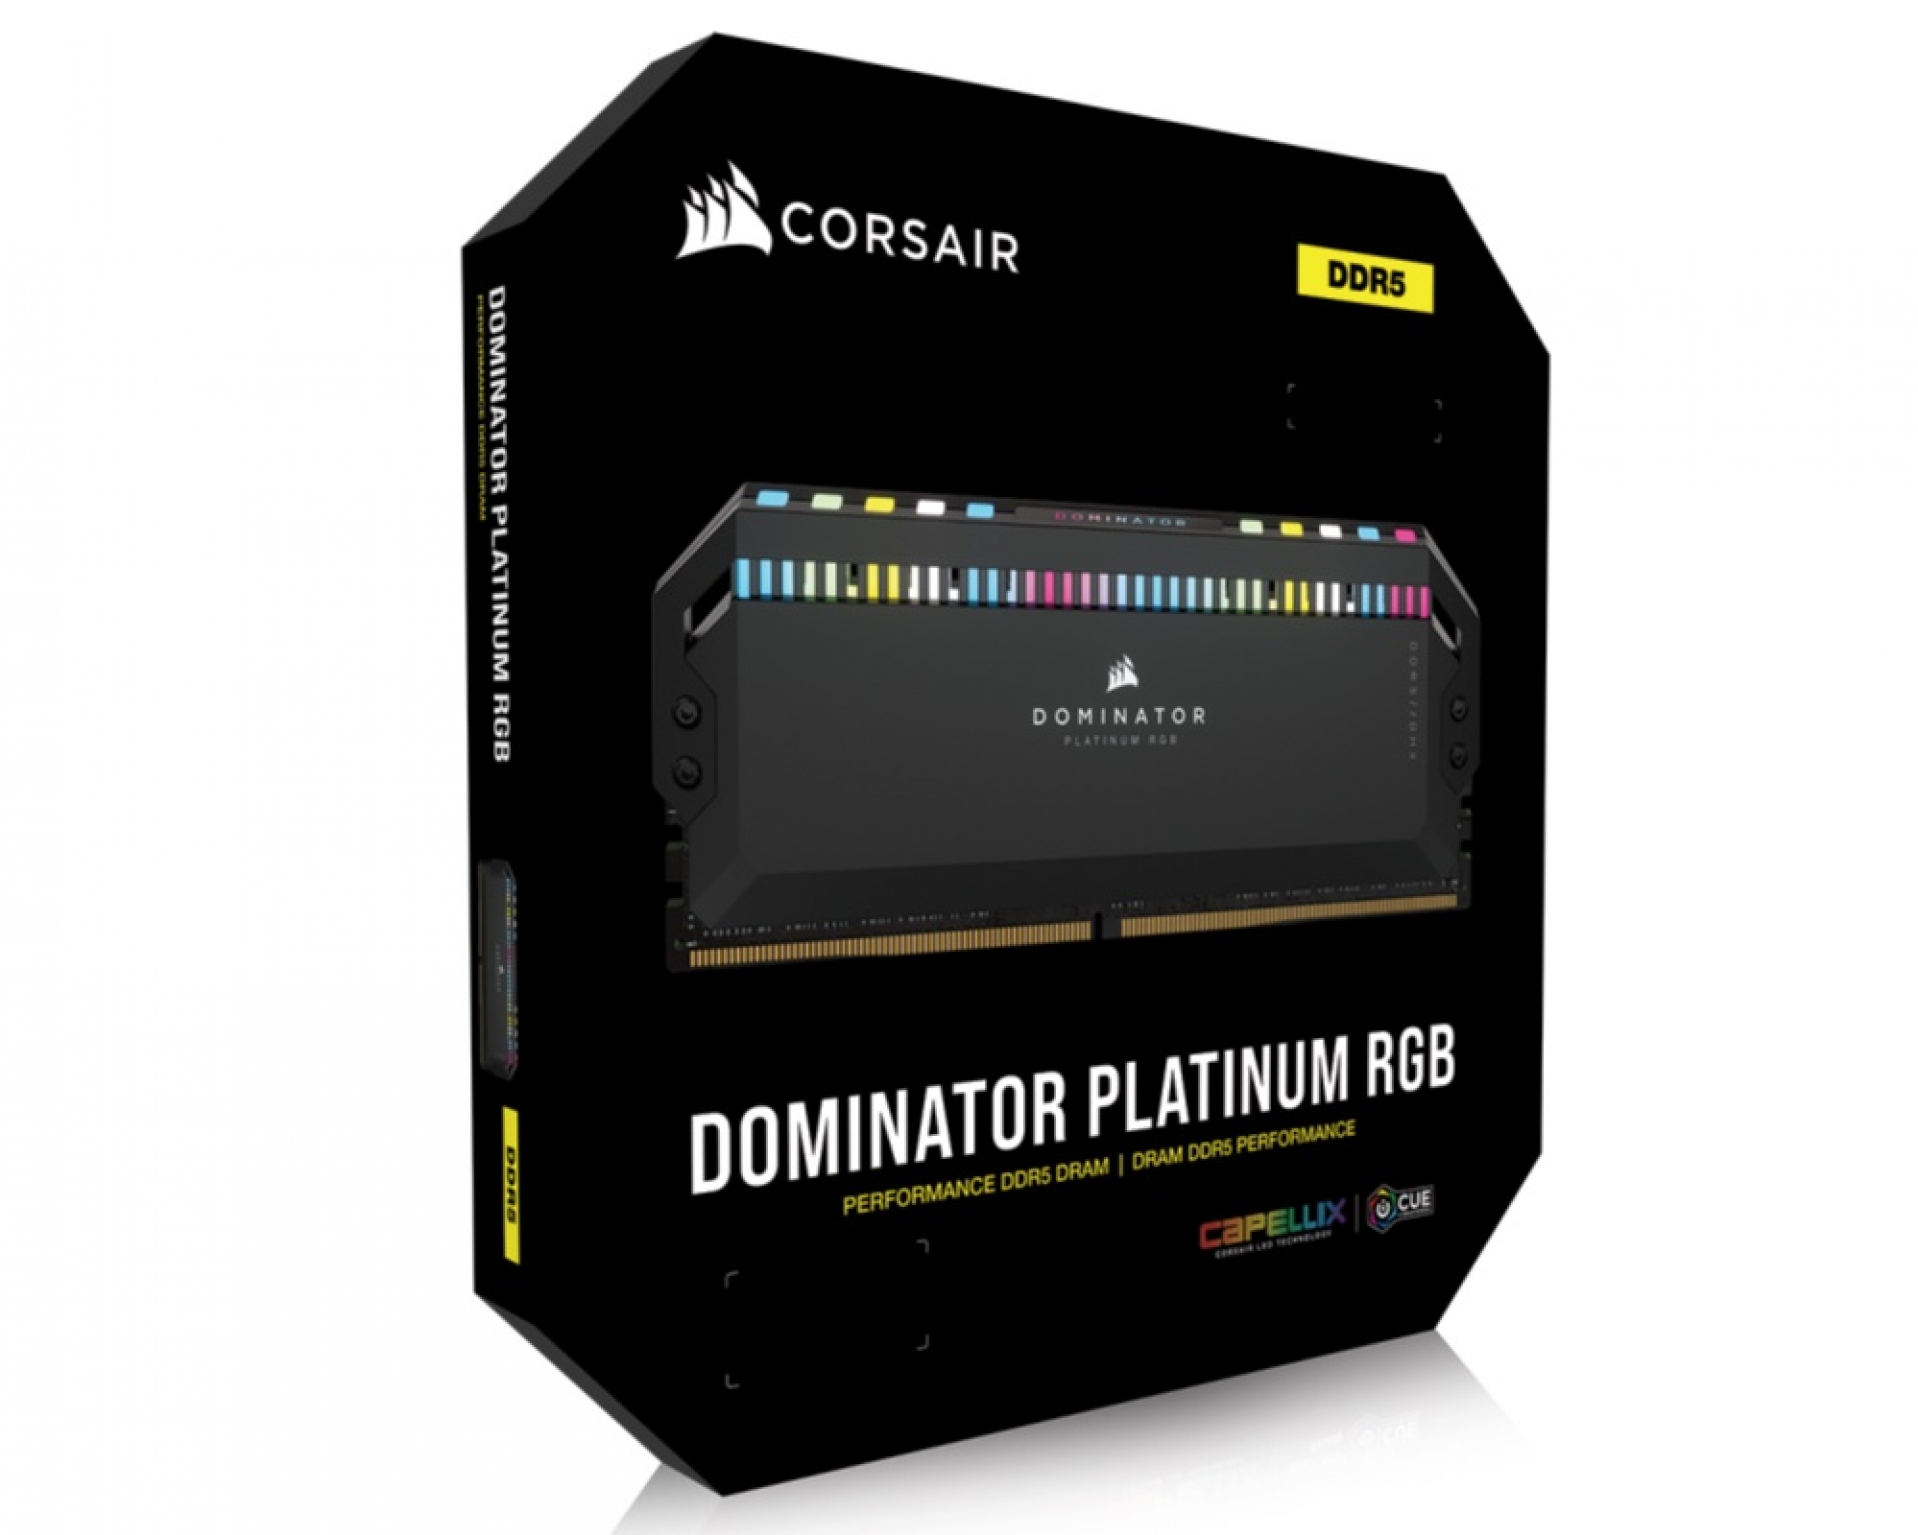 CORSAIR
DDR5
DOMINATOR PLATINUM RGB
PERFORMANCE DDR5 DRAM
DOMINATOR
DOMINATOR
PLATINUM RGB
DOMINATOR PLATINUM RGB
PERFORMANCE DDR5 DRAM | DRAM DDR5 PERFORMANCE
CAPELLIX
CORSAIR LED TECHNOLOGY
CUE
DDR5